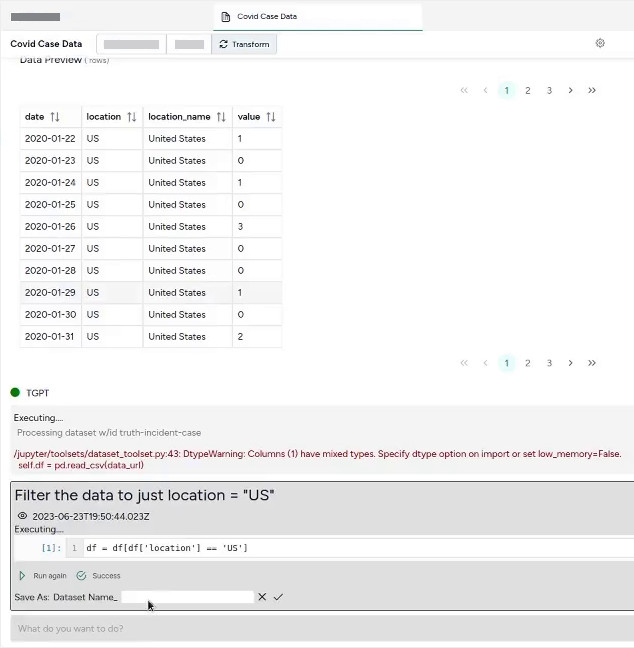 Covid Case Data
Covid Case Data Transform
Data Preview ( rows)
« ‹ 1 2 3 › »
date location location_name value
2020-01-22 US United States 1
2020-01-23 US United States 0
2020-01-24 US United States 1
2020-01-25 US United States 0
2020-01-26 US United States 3
2020-01-27 US United States 0
2020-01-28 US United States 0
2020-01-29 US United States 1
2020-01-30 US United States 0
2020-01-31 US United States 2
« ‹ 1 2 3 › »
TGPT
Executing....
Processing dataset w/id truth-incident-case
/jupyter/toolsets/dataset_toolset.py:43: DtypeWarning: Columns (1) have mixed types. Specify dtype option on import or set low_memory=False.
self.df = pd.read_csv(data_url)
Filter the data to just location = "US"
2023-06-23T19:50:44.023Z
Executing....
[1]: 1 df = df[df['location'] == 'US']
Run again Success
Save As: Dataset Name_
What do you want to do?